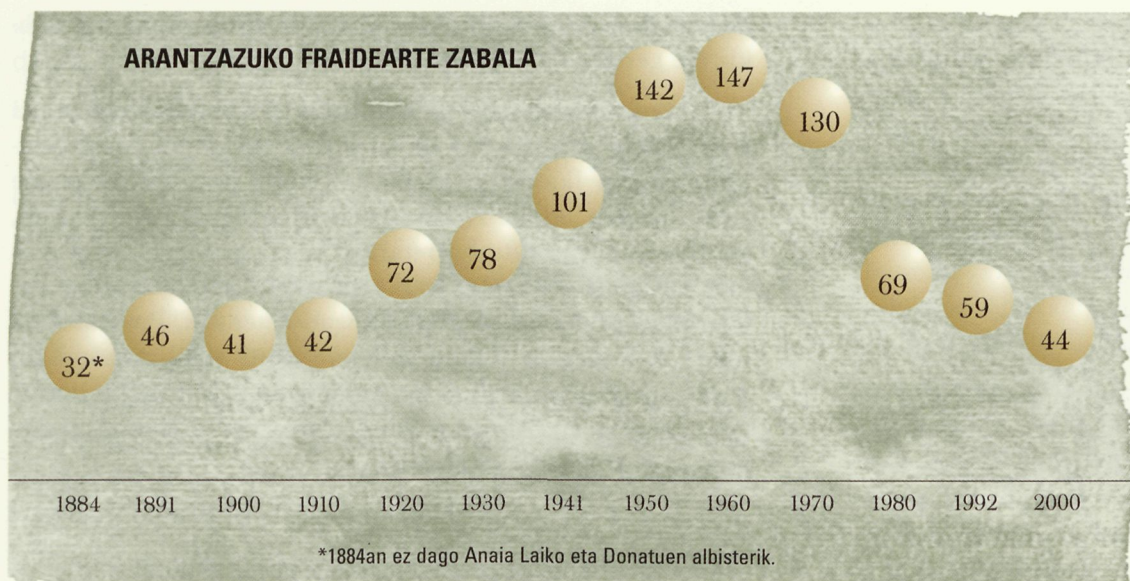 ARANTZAZUKO FRAIDEARTE ZABALA
32* 46 41 42 72 78 101 142 147 130 69 59 44
1884 1891 1900 1910 1920 1930 1941 1950 1960 1970 1980 1992 2000
*1884an ez dago Anaia Laiko eta Donatuen albisterik.